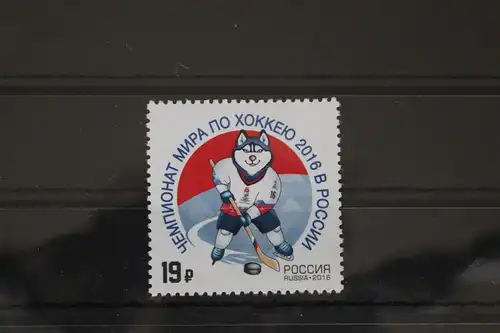 ЧЕМПИОНАТ МИРА ПО ХОККЕЮ 2016 В РОССИИ
19 ₽
РОССИЯ
RUSSIA•2016